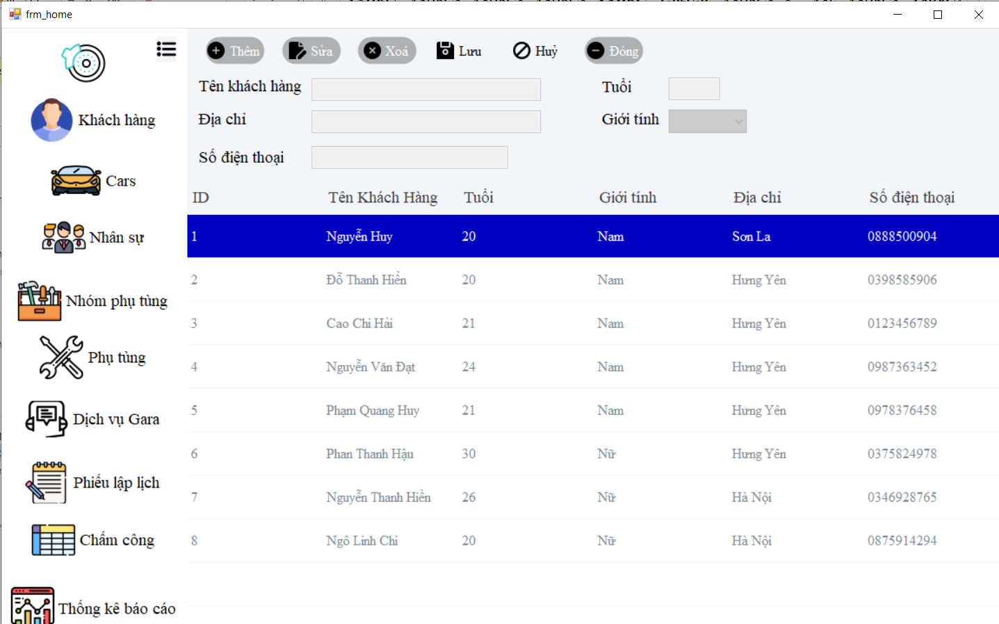 frm_home
Thêm Sửa Xoá Lưu Huỷ Đóng
Tên khách hàng Tuổi
Địa chỉ Giới tính
Số điện thoại
Khách hàng
Cars
Nhân sự
Nhóm phụ tùng
Phụ tùng
Dịch vụ Gara
Phiếu lập lịch
Chấm công
Thống kê báo cáo
ID Tên Khách Hàng Tuổi Giới tính Địa chỉ Số điện thoại
1 Nguyễn Huy 20 Nam Sơn La 0888500904
2 Đỗ Thanh Hiển 20 Nam Hưng Yên 0398585906
3 Cao Chí Hải 21 Nam Hưng Yên 0123456789
4 Nguyễn Văn Đạt 24 Nam Hưng Yên 0987363452
5 Phạm Quang Huy 21 Nam Hưng Yên 0978376458
6 Phan Thanh Hậu 30 Nữ Hưng Yên 0375824978
7 Nguyễn Thanh Hiền 26 Nữ Hà Nội 0346928765
8 Ngô Linh Chi 20 Nữ Hà Nội 0875914294